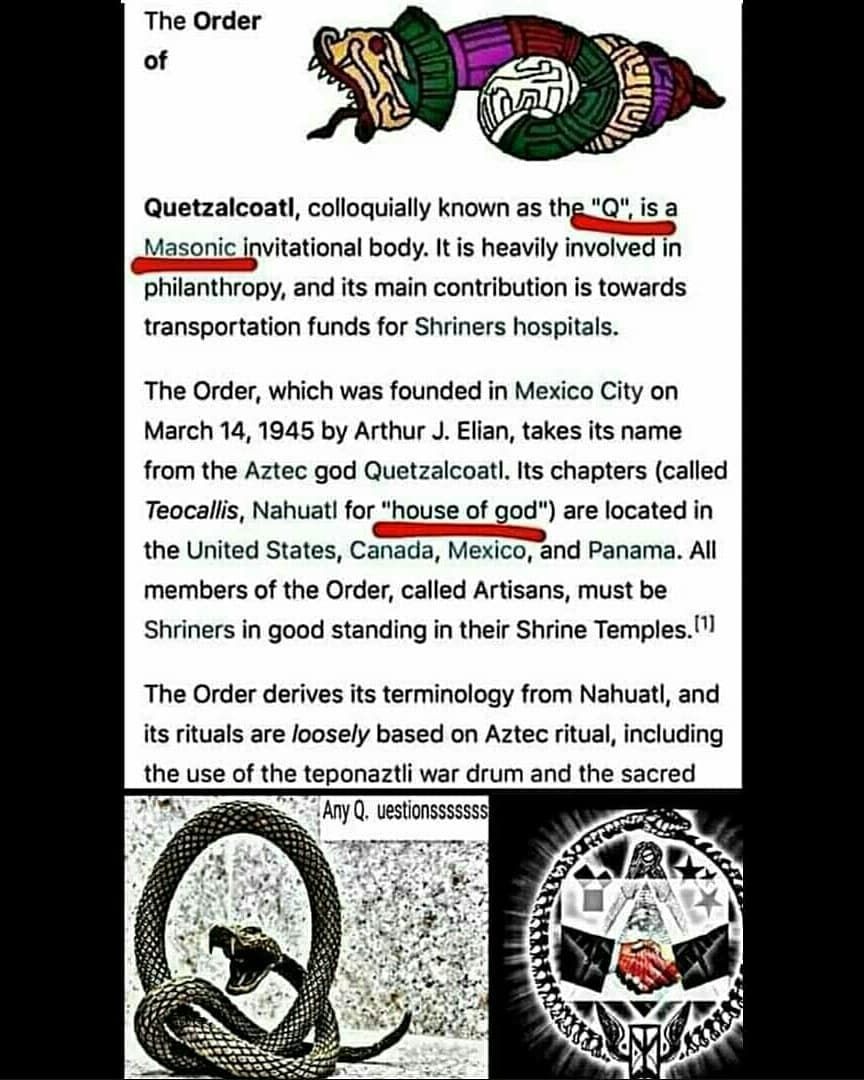 The Order
of
Quetzalcoatl, colloquially known as the "Q", is a
Masonic invitational body. It is heavily involved in
philanthropy, and its main contribution is towards
transportation funds for Shriners hospitals.
The Order, which was founded in Mexico City on
March 14, 1945 by Arthur J. Elian, takes its name
from the Aztec god Quetzalcoatl. Its chapters (called
Teocallis, Nahuatl for "house of god") are located in
the United States, Canada, Mexico, and Panama. All
members of the Order, called Artisans, must be
Shriners in good standing in their Shrine Temples.[1]
The Order derives its terminology from Nahuatl, and
its rituals are loosely based on Aztec ritual, including
the use of the teponaztli war drum and the sacred
Any Q. uestionsssssss